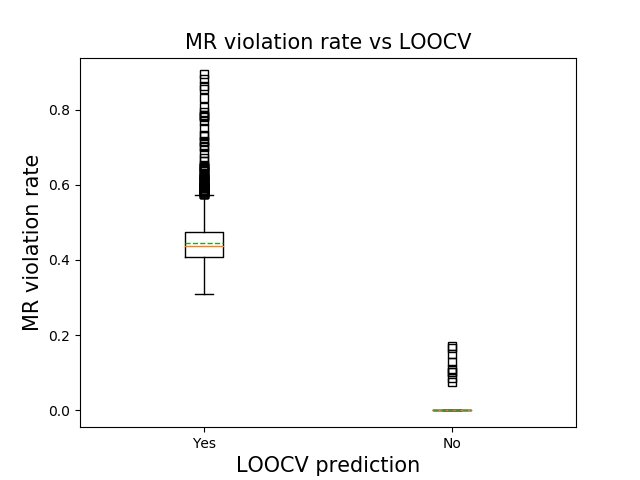 MR violation rate vs LOOCV
MR violation rate
0.8
0.6
0.4
0.2
0.0
Yes
No
LOOCV prediction